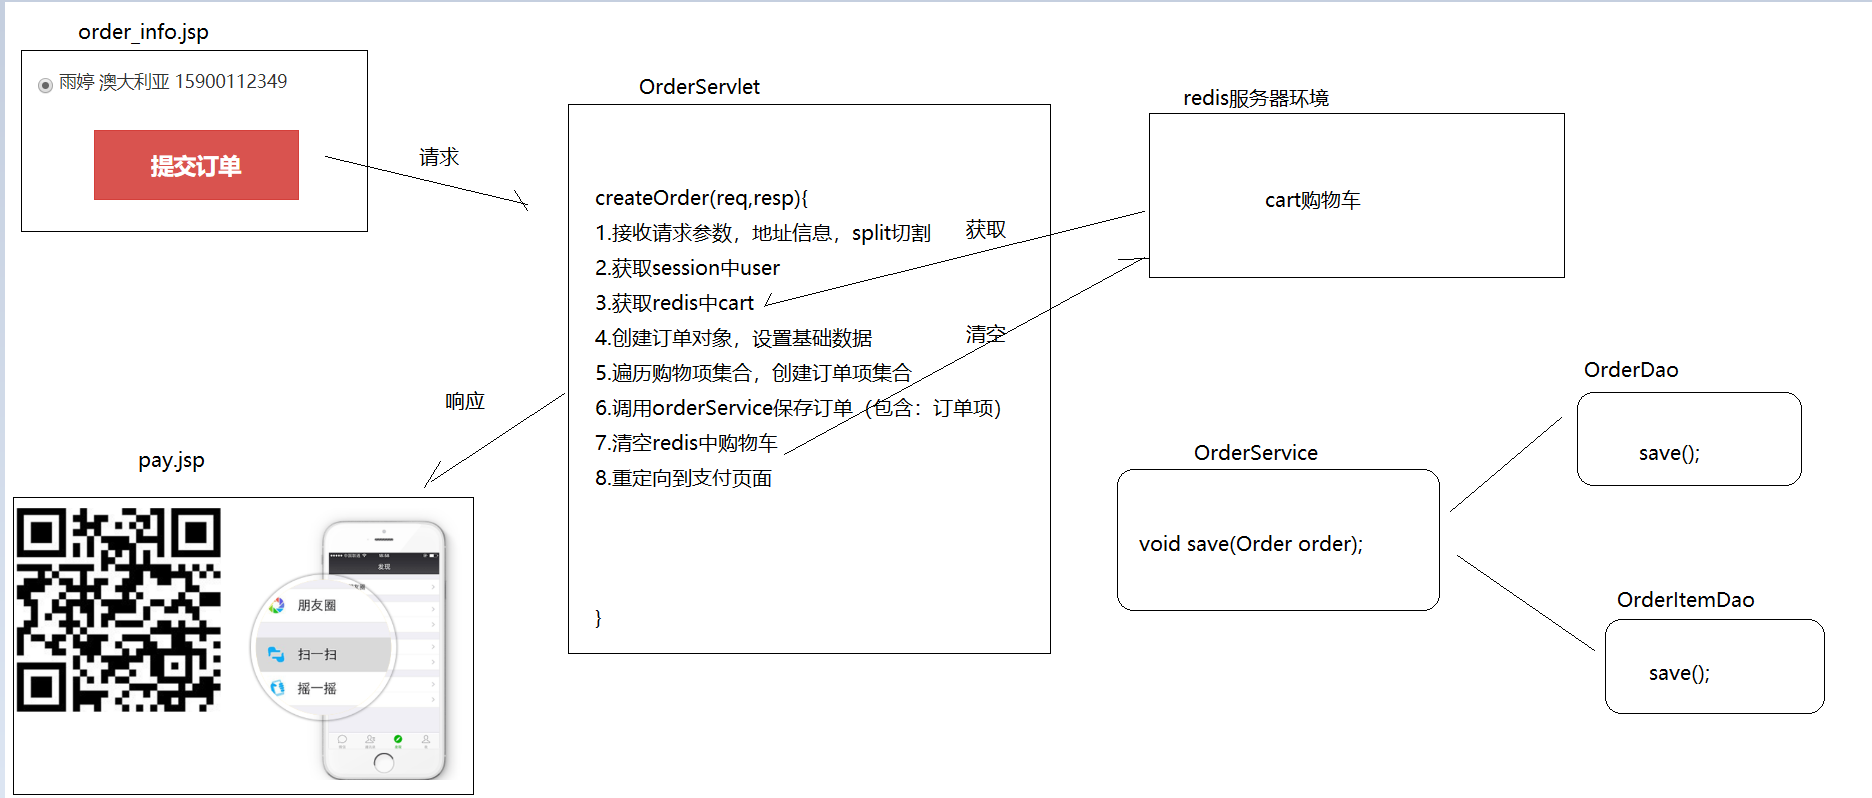 order_info.jsp
雨婷 澳大利亚 15900112349
提交订单
请求
OrderServlet
createOrder(req,resp){
1.接收请求参数，地址信息，split切割
2.获取session中user
3.获取redis中cart
4.创建订单对象，设置基础数据
5.遍历购物项集合，创建订单项集合
6.调用orderService保存订单（包含：订单项）
7.清空redis中购物车
8.重定向到支付页面
}
获取
清空
redis服务器环境
cart购物车
响应
pay.jsp
发现
朋友圈
扫一扫
摇一摇
OrderService
void save(Order order);
OrderDao
save();
OrderItemDao
save();